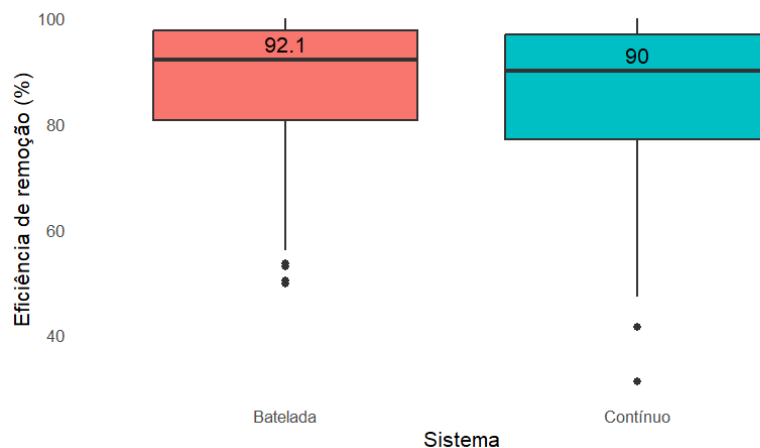 Eficiência de remoção (%)
100
80
60
40
92.1
90
Batelada
Contínuo
Sistema